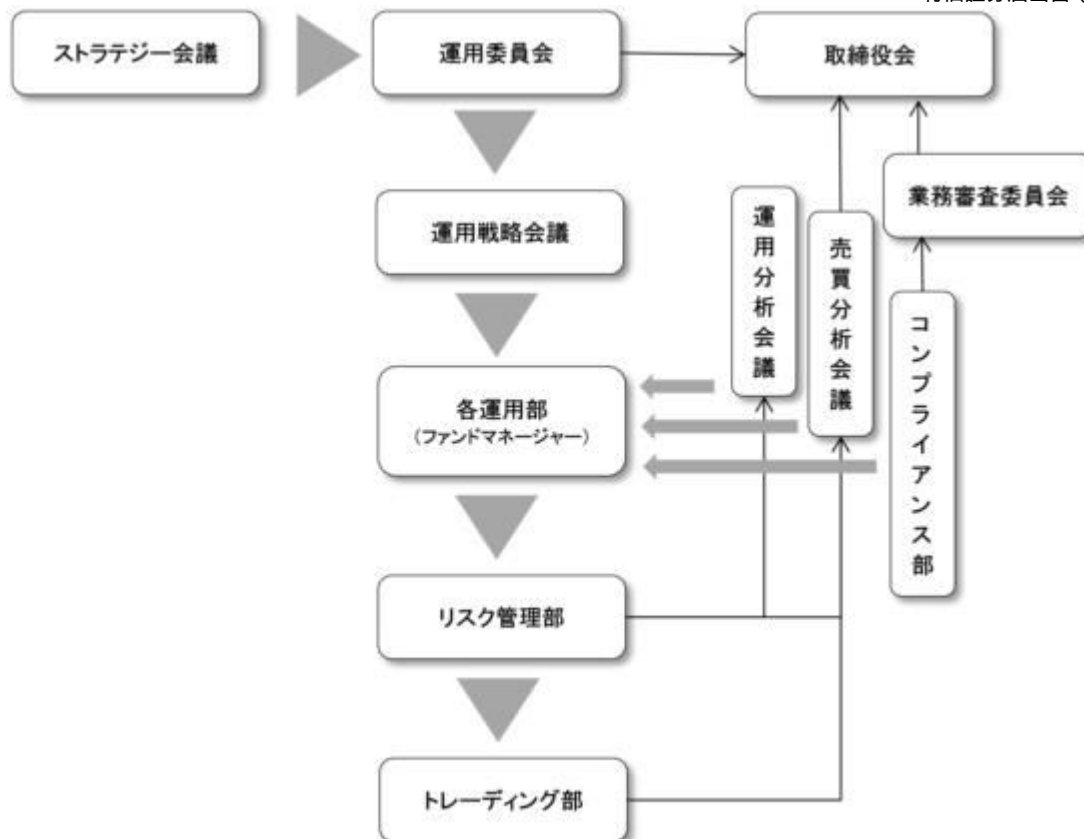 ストラテジー会議
運用委員会
取締役会
業務審査委員会
運用戦略会議
運用分析会議
売買分析会議
コンプライアンス部
各運用部
(ファンドマネージャー)
リスク管理部
トレーディング部